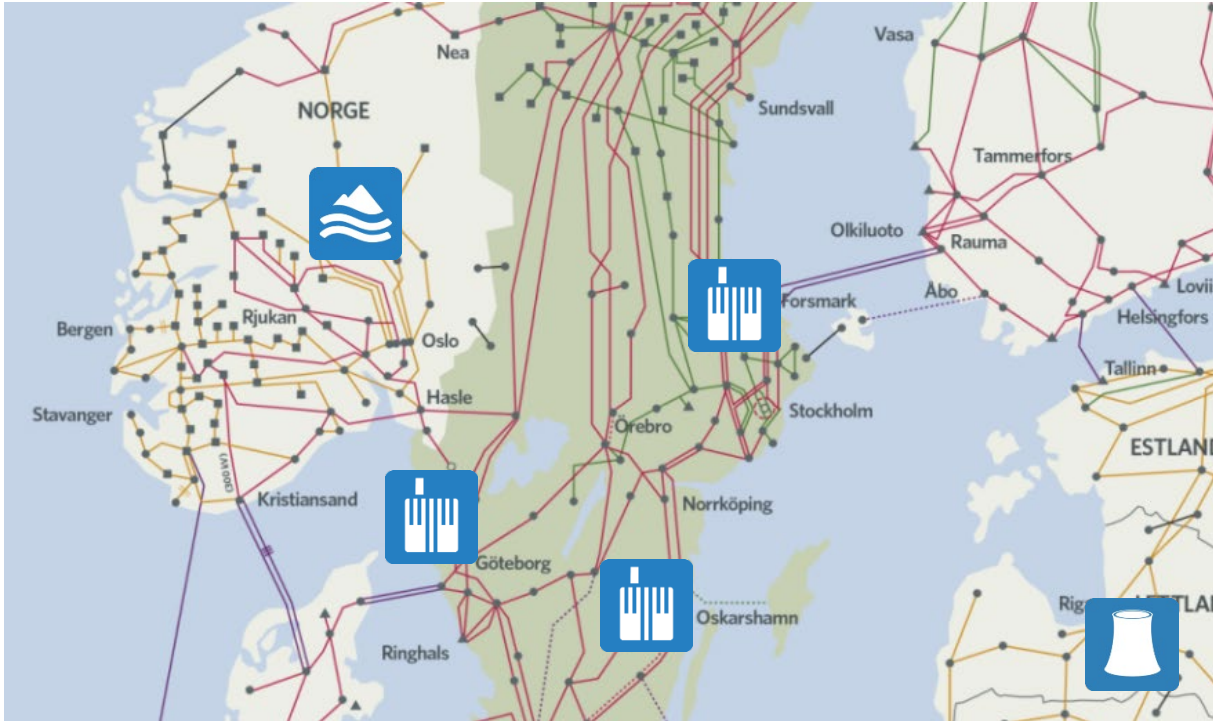 Vasa
Nea
NORGE
Sundsvall
Tammerfors
Olkiluoto
Rauma
Forsmark
Åbo
Lovii
Bergen
Rjukan
Oslo
Helsingfors
Tallinn
Hasle
Stavanger
Örebro
Stockholm
ESTLAND
Kristiansand
Norrköping
Göteborg
Rig
Oskarshamn
Ringhals